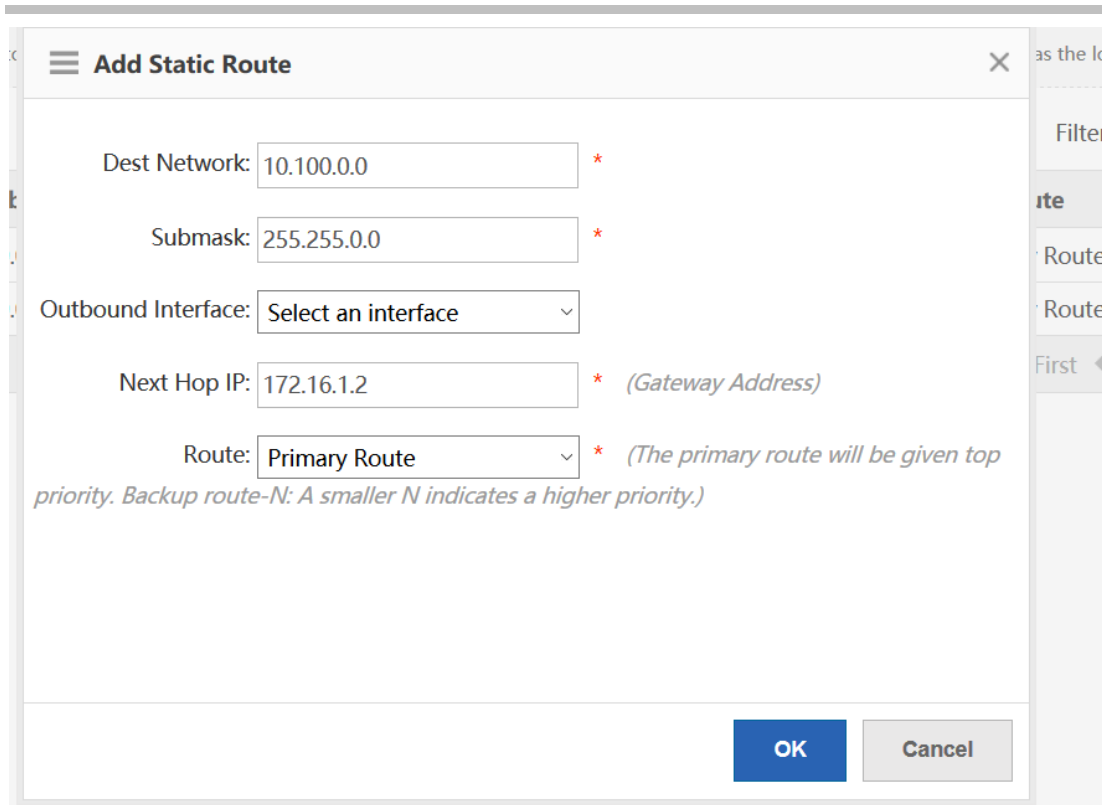 Add Static Route
as the
Filter
Dest Network: 10.100.0.0 *
Submask: 255.255.0.0 *
Route
Outbound Interface: Select an interface
Route
Next Hop IP: 172.16.1.2 * (Gateway Address)
First
Route: Primary Route * (The primary route will be given top
priority. Backup route-N: A smaller N indicates a higher priority.)
OK Cancel